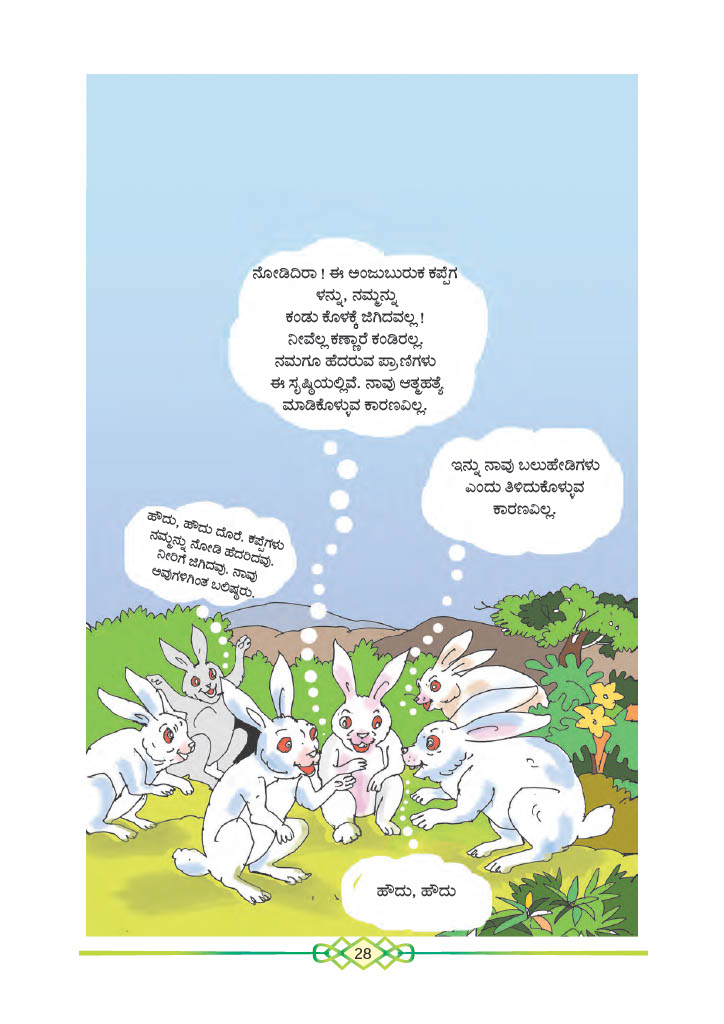 ನೋಡಿದಿರಾ ! ಈ ಅಂಜುಬುರುಕ ಕಪ್ಪೆಗ
ಳನ್ನು, ನಮ್ಮನ್ನು
ಕಂಡು ಕೊಳಕ್ಕೆ ಜಿಗಿದವಲ್ಲ !
ನೀವೆಲ್ಲ ಕಣ್ಣಾರೆ ಕಂಡಿರಲ್ಲ.
ನಮಗೂ ಹೆದರುವ ಪ್ರಾಣಿಗಳು
ಈ ಸೃಷ್ಠಿಯಲ್ಲಿವೆ. ನಾವು ಆತ್ಮಹತ್ಯೆ
ಮಾಡಿಕೊಳ್ಳುವ ಕಾರಣವಿಲ್ಲ.
ಇನ್ನು ನಾವು ಬಲುಹೇಡಿಗಳು
ಎಂದು ತಿಳಿದುಕೊಳ್ಳುವ
ಕಾರಣವಿಲ್ಲ.
ಹೌದು, ಹೌದು ದೊರೆ. ಕಪ್ಪೆಗಳು
ನಮ್ಮನ್ನು ನೋಡಿ ಹೆದರಿದವು.
ನೀರಿಗೆ ಜಿಗಿದವು. ನಾವು
ಅವುಗಳಿಗಿಂತ ಬಲಿಷ್ಠರು.
ಹೌದು, ಹೌದು
28